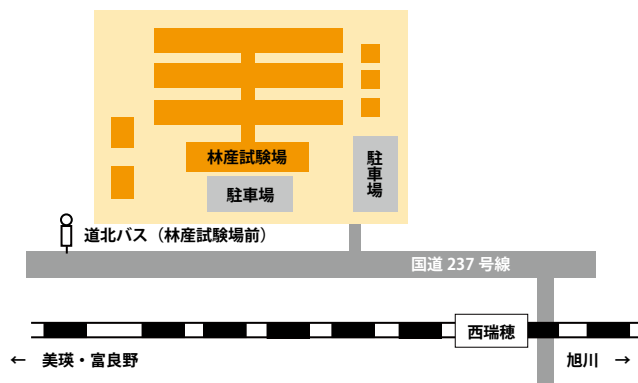 林産試験場
駐車場
駐車場
道北バス（林産試験場前）
国道 237 号線
西瑞穂
← 美瑛・富良野
旭川 →